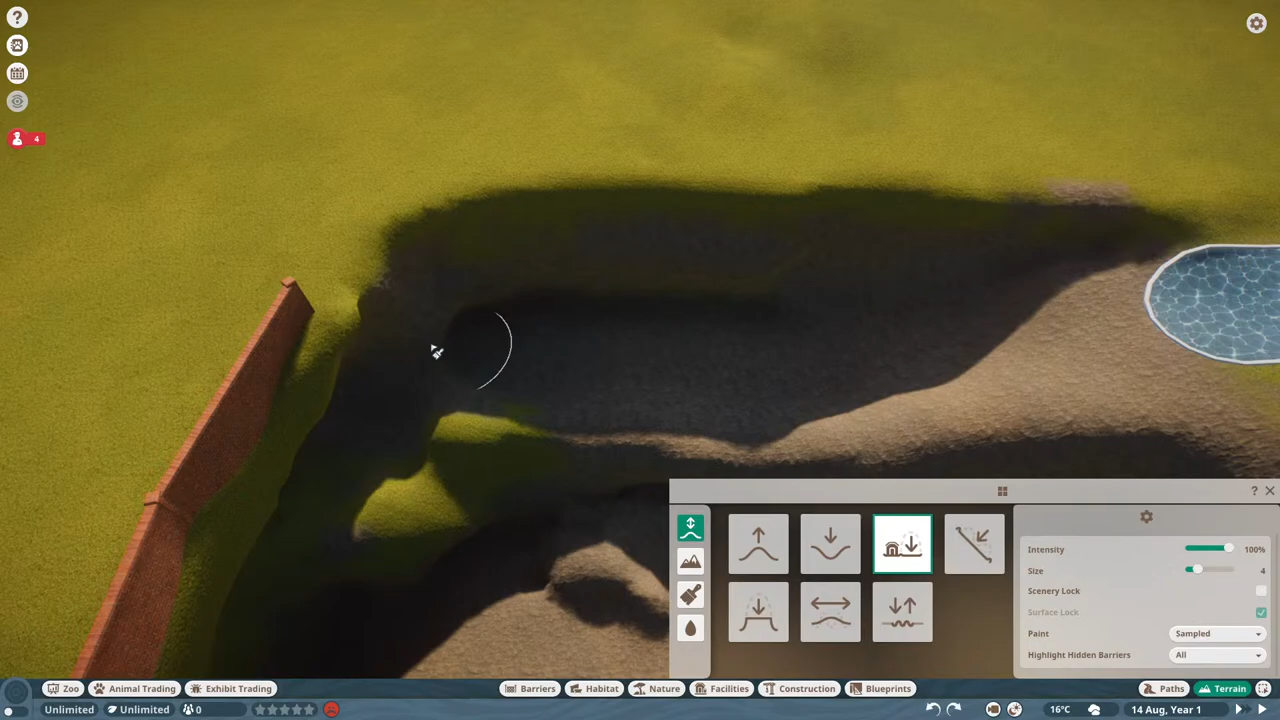 ?
4
?
Intensity 100%
Size 4
Scenery Lock
Surface Lock
Paint Sampled
Highlight Hidden Barriers All
Zoo Animal Trading Exhibit Trading Barriers Habitat Nature Facilities Construction Blueprints Paths Terrain
Unlimited Unlimited 0 16°C 14 Aug, Year 1